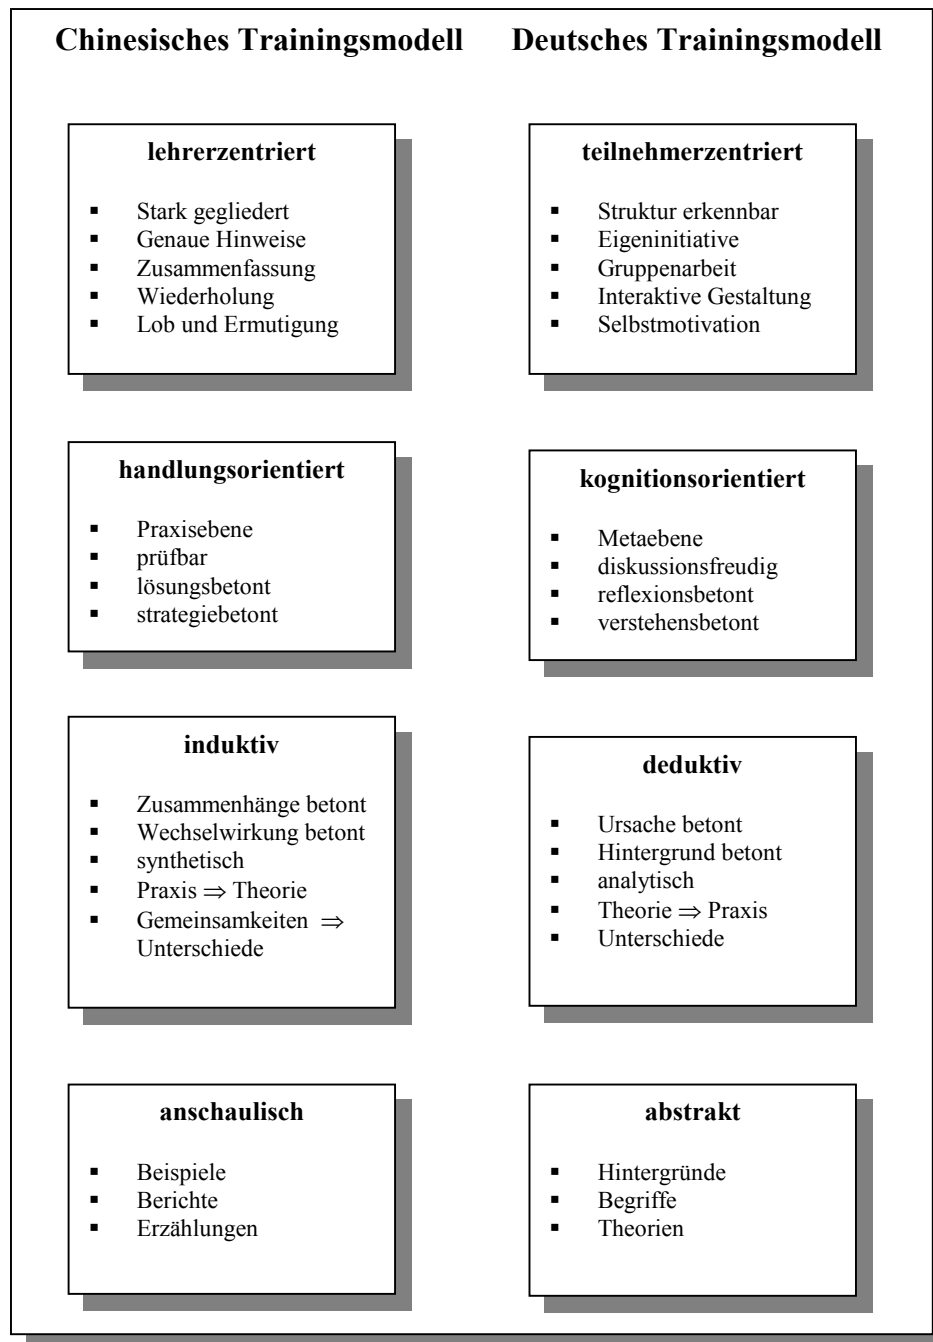 Chinesisches Trainingsmodell
Deutsches Trainingsmodell
lehrerzentriert
▪ Stark gegliedert
▪ Genaue Hinweise
▪ Zusammenfassung
▪ Wiederholung
▪ Lob und Ermutigung
teilnehmerzentriert
▪ Struktur erkennbar
▪ Eigeninitiative
▪ Gruppenarbeit
▪ Interaktive Gestaltung
▪ Selbstmotivation
handlungsorientiert
▪ Praxisebene
▪ prüfbar
▪ lösungsbetont
▪ strategiebetont
kognitionsorientiert
▪ Metaebene
▪ diskussionsfreudig
▪ reflexionsbetont
▪ verstehensbetont
induktiv
▪ Zusammenhänge betont
▪ Wechselwirkung betont
▪ synthetisch
▪ Praxis ⇒ Theorie
▪ Gemeinsamkeiten ⇒
Unterschiede
deduktiv
▪ Ursache betont
▪ Hintergrund betont
▪ analytisch
▪ Theorie ⇒ Praxis
▪ Unterschiede
anschaulisch
▪ Beispiele
▪ Berichte
▪ Erzählungen
abstrakt
▪ Hintergründe
▪ Begriffe
▪ Theorien